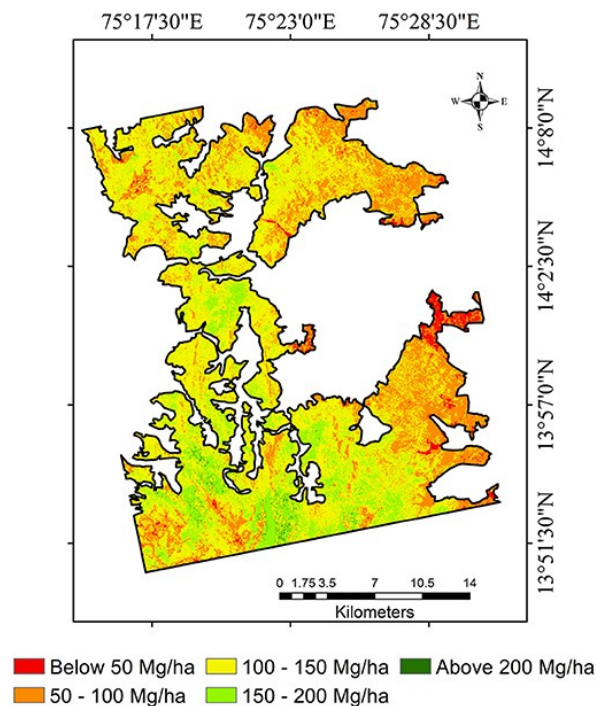 75°17'30"E 75°23'0"E 75°28'30"E
N
W E
S
14°8'0"N
14°2'30"N
13°57'0"N
13°51'30"N
0 1.75 3.5 7 10.5 14
Kilometers
Below 50 Mg/ha 100 - 150 Mg/ha Above 200 Mg/ha
50 - 100 Mg/ha 150 - 200 Mg/ha